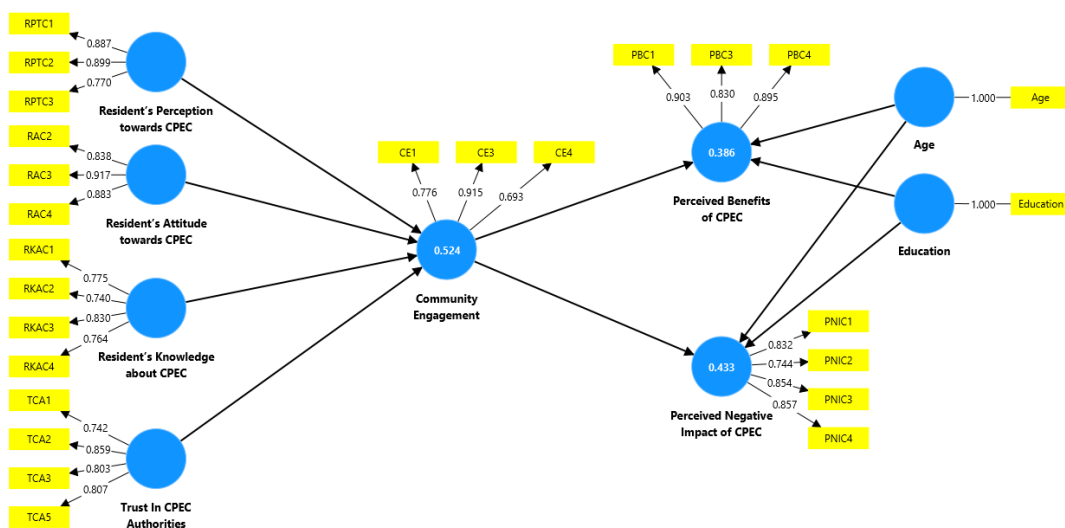 RPTC1
0.887
RPTC2
0.899
RPTC3
0.770
Resident's Perception
towards CPEC
RAC2
0.838
RAC3
0.917
RAC4
0.883
Resident's Attitude
towards CPEC
RKAC1
0.775
RKAC2
0.740
RKAC3
0.830
RKAC4
0.764
Resident's Knowledge
about CPEC
TCA1
0.742
TCA2
0.859
TCA3
0.803
TCA5
0.807
Trust In CPEC
Authorities
CE1
CE3
CE4
0.776
0.915
0.693
0.524
Community
Engagement
PBC1
PBC3
PBC4
0.903
0.830
0.895
0.386
Perceived Benefits
of CPEC
0.433
Perceived Negative
Impact of CPEC
PNIC1
0.832
PNIC2
0.744
PNIC3
0.854
PNIC4
0.857
1.000
Age
Age
1.000
Education
Education